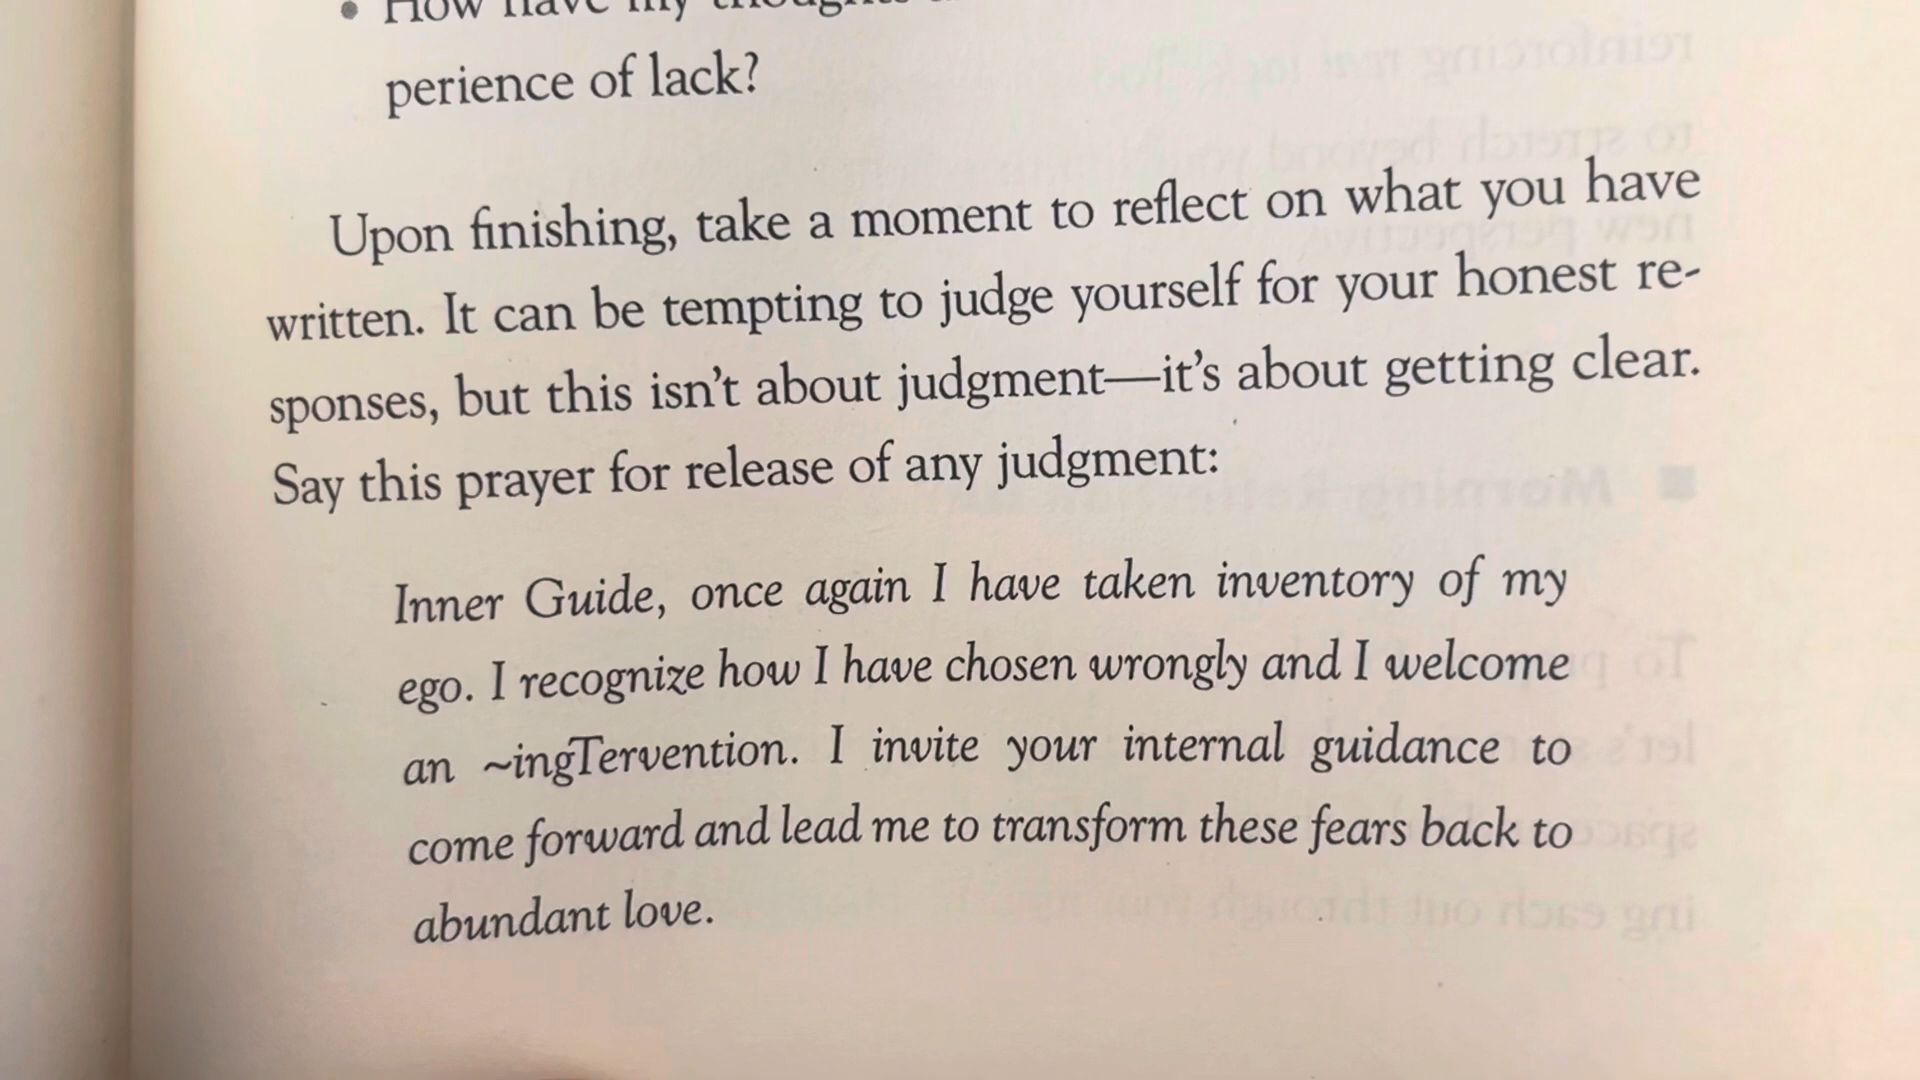 • How have my thoughts
perience of lack?
Upon finishing, take a moment to reflect on what you have
written. It can be tempting to judge yourself for your honest re-
sponses, but this isn't about judgment—it's about getting clear.
Say this prayer for release of any judgment:
Inner Guide, once again I have taken inventory of my
ego. I recognize how I have chosen wrongly and I welcome
an ~ingTervention. I invite your internal guidance to
come forward and lead me to transform these fears back to
abundant love.